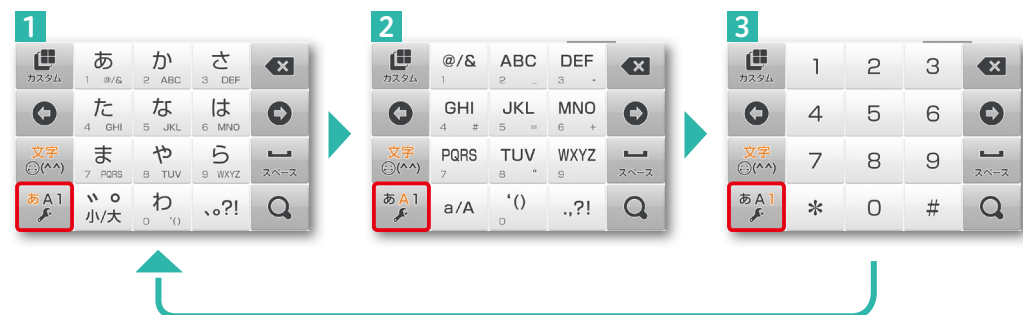 1
あ か さ
カスタム 1 @/& 2 ABC 3 DEF
た な は
4 GHI 5 JKL 6 MNO
文字 ま や ら
(^^) 7 PQRS 8 TUV 9 WXYZ スペース
あA1 小/大 わ 、。?!
0 '()
2
@/& ABC DEF
カスタム 1 2 _ 3 -
GHI JKL MNO
4 # 5 = 6 +
文字 PQRS TUV WXYZ
(^^) 7 8 " 9 スペース
あA1 a/A '() .,?!
0
3
カスタム 1 2 3
4 5 6
文字 7 8 9
(^^) スペース
あA1 * 0 #